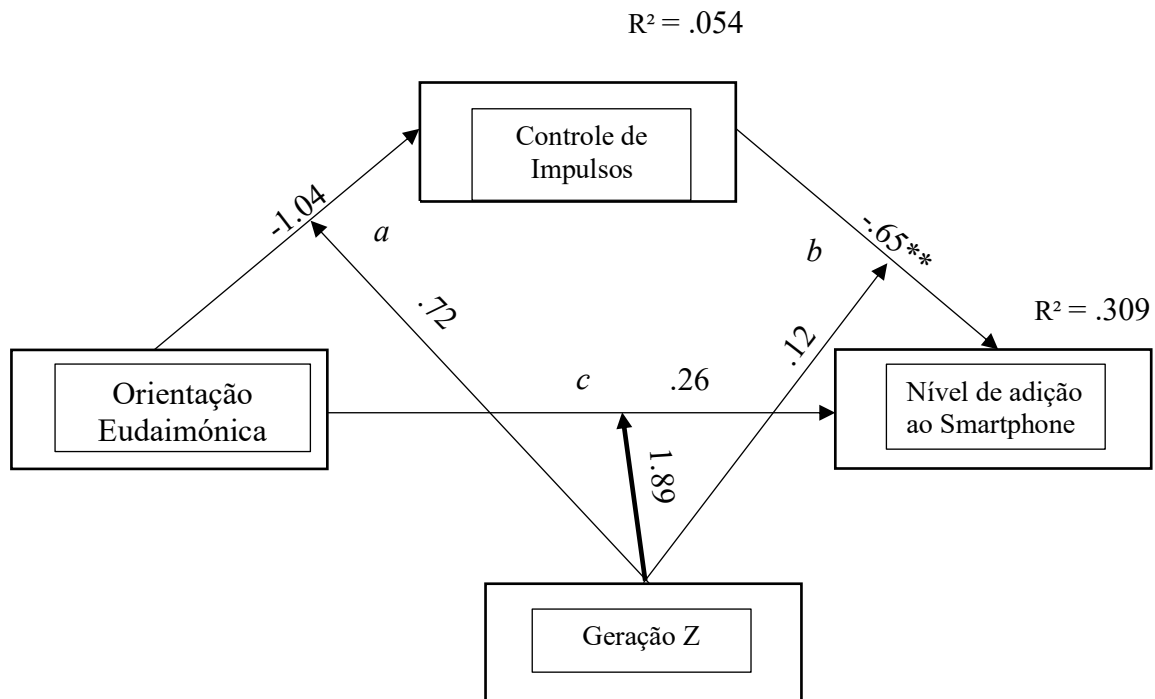 R² = .054
Controle de
Impulsos
-1.04
a
b
-.65**
.72
.12
R² = .309
Orientação
Eudaimónica
c
.26
Nível de adição
ao Smartphone
1.89
Geração Z